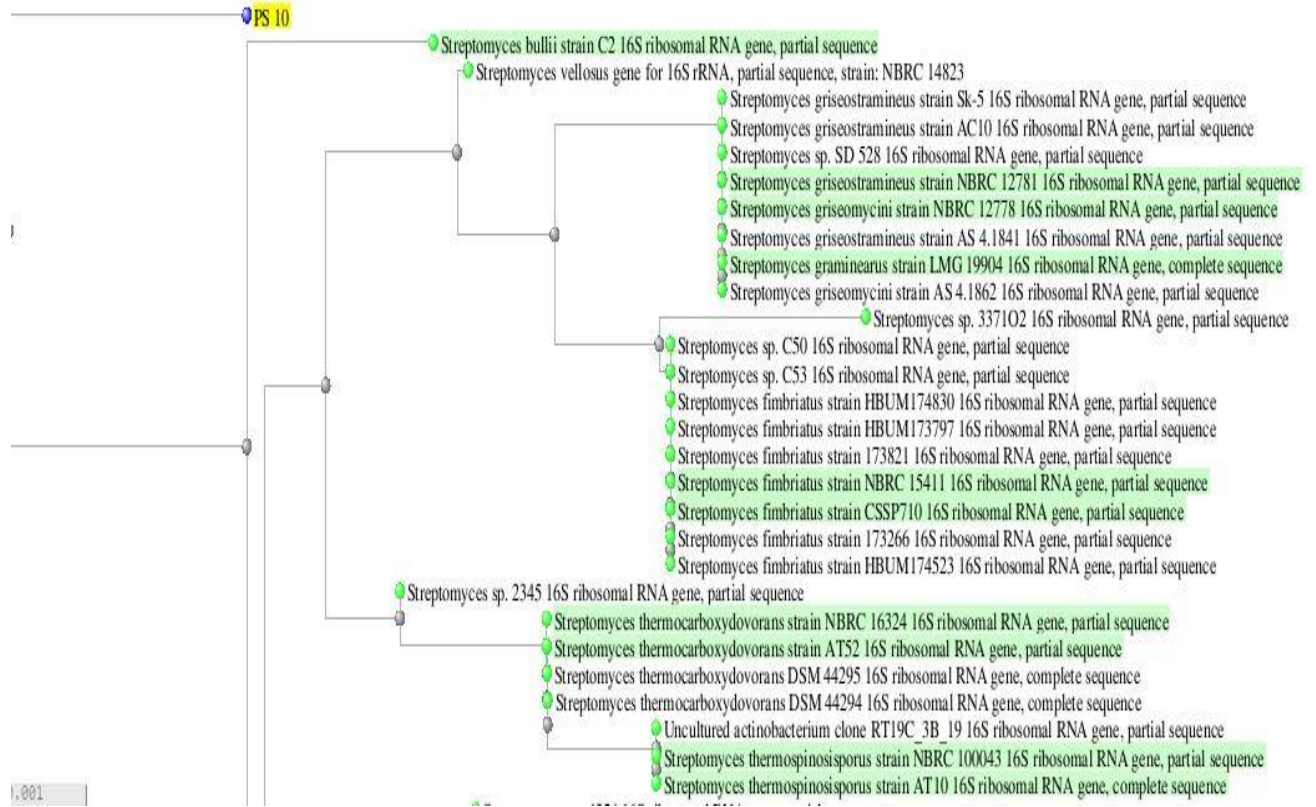 PS 10
Streptomyces bullii strain C2 16S ribosomal RNA gene, partial sequence
Streptomyces vellosus gene for 16S rRNA, partial sequence, strain: NBRC 14823
Streptomyces griseostramineus strain Sk-5 16S ribosomal RNA gene, partial sequence
Streptomyces griseostramineus strain AC10 16S ribosomal RNA gene, partial sequence
Streptomyces sp. SD 528 16S ribosomal RNA gene, partial sequence
Streptomyces griseostramineus strain NBRC 12781 16S ribosomal RNA gene, partial sequence
Streptomyces griseomycini strain NBRC 12778 16S ribosomal RNA gene, partial sequence
Streptomyces griseostramineus strain AS 4.1841 16S ribosomal RNA gene, partial sequence
Streptomyces graminearus strain LMG 19904 16S ribosomal RNA gene, complete sequence
Streptomyces griseomycini strain AS 4.1862 16S ribosomal RNA gene, partial sequence
Streptomyces sp. 3371O2 16S ribosomal RNA gene, partial sequence
Streptomyces sp. C50 16S ribosomal RNA gene, partial sequence
Streptomyces sp. C53 16S ribosomal RNA gene, partial sequence
Streptomyces fimbriatus strain HBUM174830 16S ribosomal RNA gene, partial sequence
Streptomyces fimbriatus strain HBUM173797 16S ribosomal RNA gene, partial sequence
Streptomyces fimbriatus strain 173821 16S ribosomal RNA gene, partial sequence
Streptomyces fimbriatus strain NBRC 15411 16S ribosomal RNA gene, partial sequence
Streptomyces fimbriatus strain CSSP710 16S ribosomal RNA gene, partial sequence
Streptomyces fimbriatus strain 173266 16S ribosomal RNA gene, partial sequence
Streptomyces fimbriatus strain HBUM174523 16S ribosomal RNA gene, partial sequence
Streptomyces sp. 2345 16S ribosomal RNA gene, partial sequence
Streptomyces thermocarboxydovorans strain NBRC 16324 16S ribosomal RNA gene, partial sequence
Streptomyces thermocarboxydovorans strain AT52 16S ribosomal RNA gene, partial sequence
Streptomyces thermocarboxydovorans DSM 44295 16S ribosomal RNA gene, complete sequence
Streptomyces thermocarboxydovorans DSM 44294 16S ribosomal RNA gene, complete sequence
Uncultured actinobacterium clone RT19C_3B_19 16S ribosomal RNA gene, partial sequence
Streptomyces thermospinosisporus strain NBRC 100043 16S ribosomal RNA gene, partial sequence
Streptomyces thermospinosisporus strain AT10 16S ribosomal RNA gene, complete sequence
.001